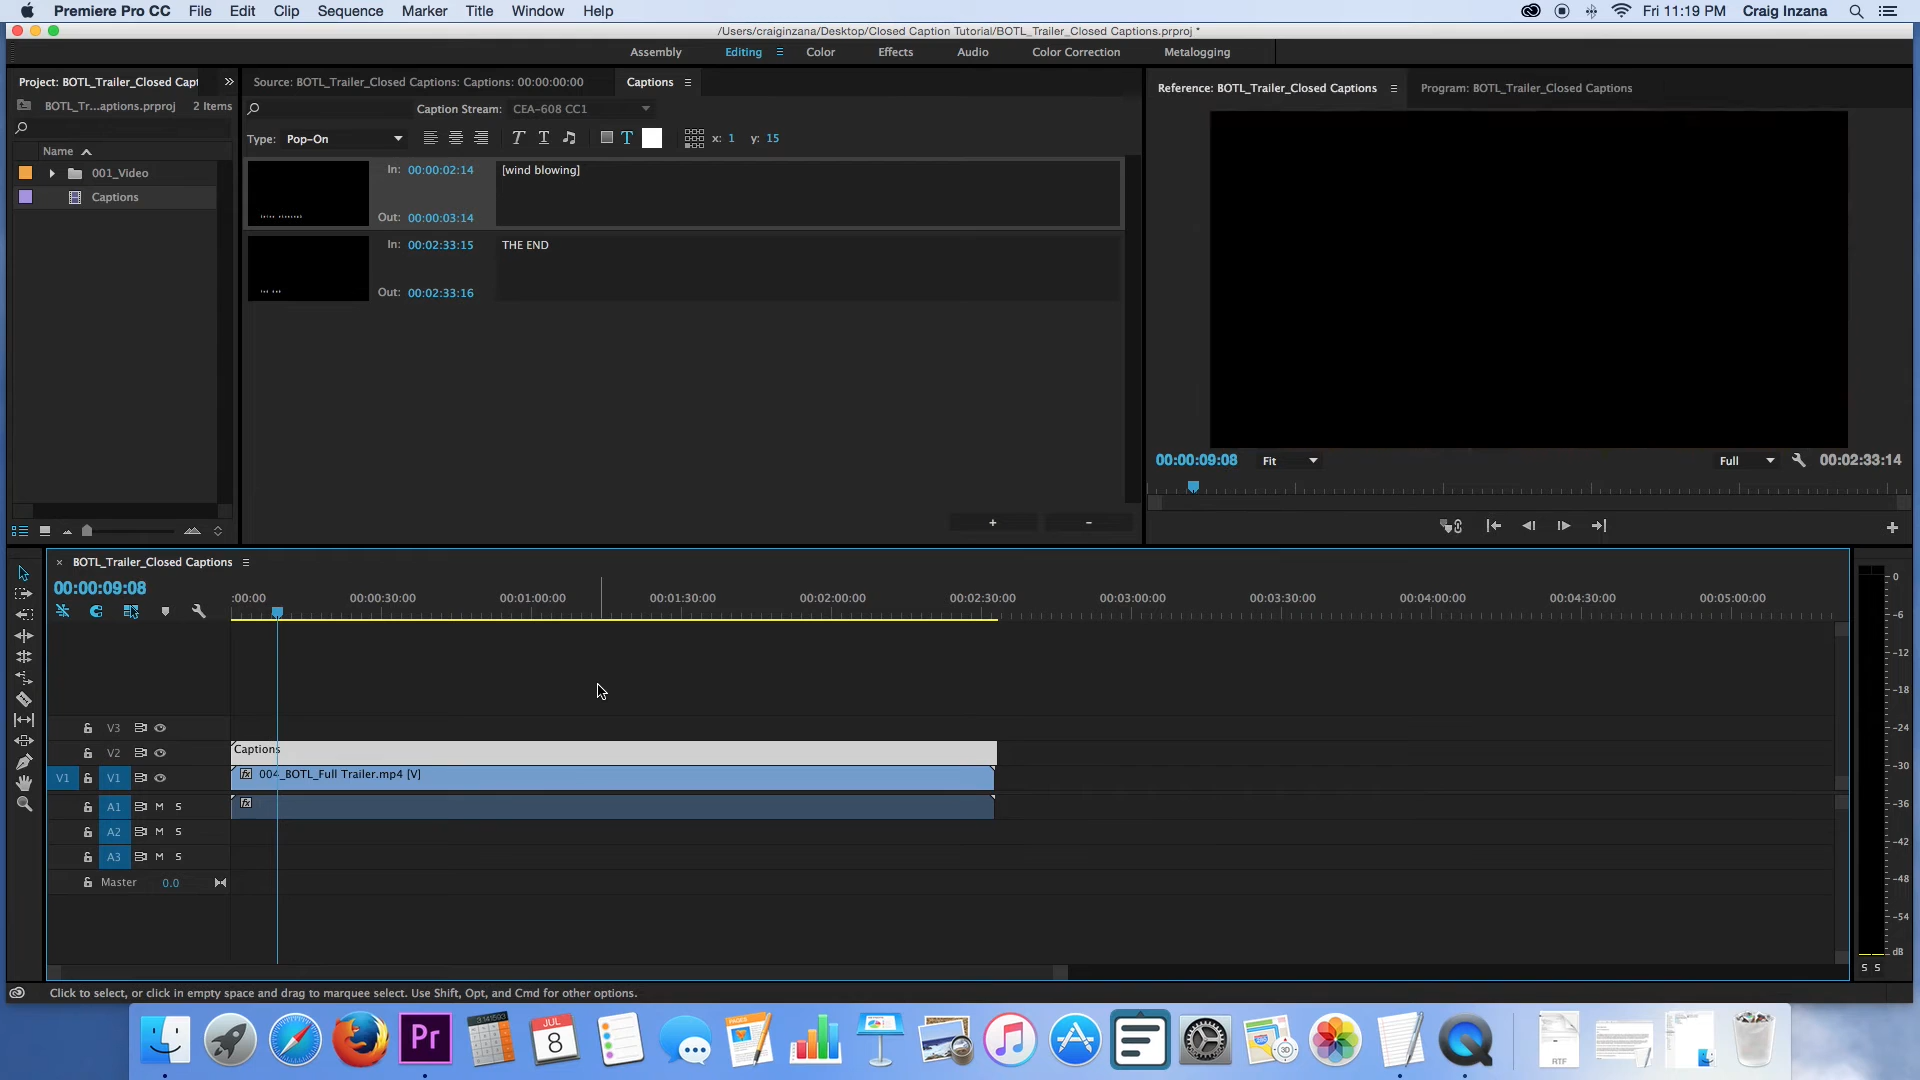 Premiere Pro CC File Edit Clip Sequence Marker Title Window Help Fri 11:19 PM Craig Inzana
/Users/craiginzana/Desktop/Closed Caption Tutorial/BOTL_Trailer_Closed Captions.prproj *
Assembly Editing Color Effects Audio Color Correction Metalogging
Project: BOTL_Trailer_Closed Capt
BOTL_Tr...aptions.prproj 2 Items
Name
001_Video
Captions
Source: BOTL_Trailer_Closed Captions: Captions: 00:00:00:00 Captions
Caption Stream: CEA-608 CC1
Type: Pop-On T T T x: 1 y: 15
In: 00:00:02:14 [wind blowing]
Out: 00:00:03:14
In: 00:02:33:15 THE END
Out: 00:02:33:16
+ -
Reference: BOTL_Trailer_Closed Captions Program: BOTL_Trailer_Closed Captions
00:00:09:08 Fit Full 00:02:33:14
× BOTL_Trailer_Closed Captions
00:00:09:08
:00:00 00:00:30:00 00:01:00:00 00:01:30:00 00:02:00:00 00:02:30:00 00:03:00:00 00:03:30:00 00:04:00:00 00:04:30:00 00:05:00:00
V3
V2 Captions
V1 V1 fx 004_BOTL_Full Trailer.mp4 [V]
A1 M S fx
A2 M S
A3 M S
Master 0.0
0
-6
-12
-18
-24
-30
-36
-42
-48
-54
dB
S S
Click to select, or click in empty space and drag to marquee select. Use Shift, Opt, and Cmd for other options.
Pr
JUL
8
PAGES
RTF